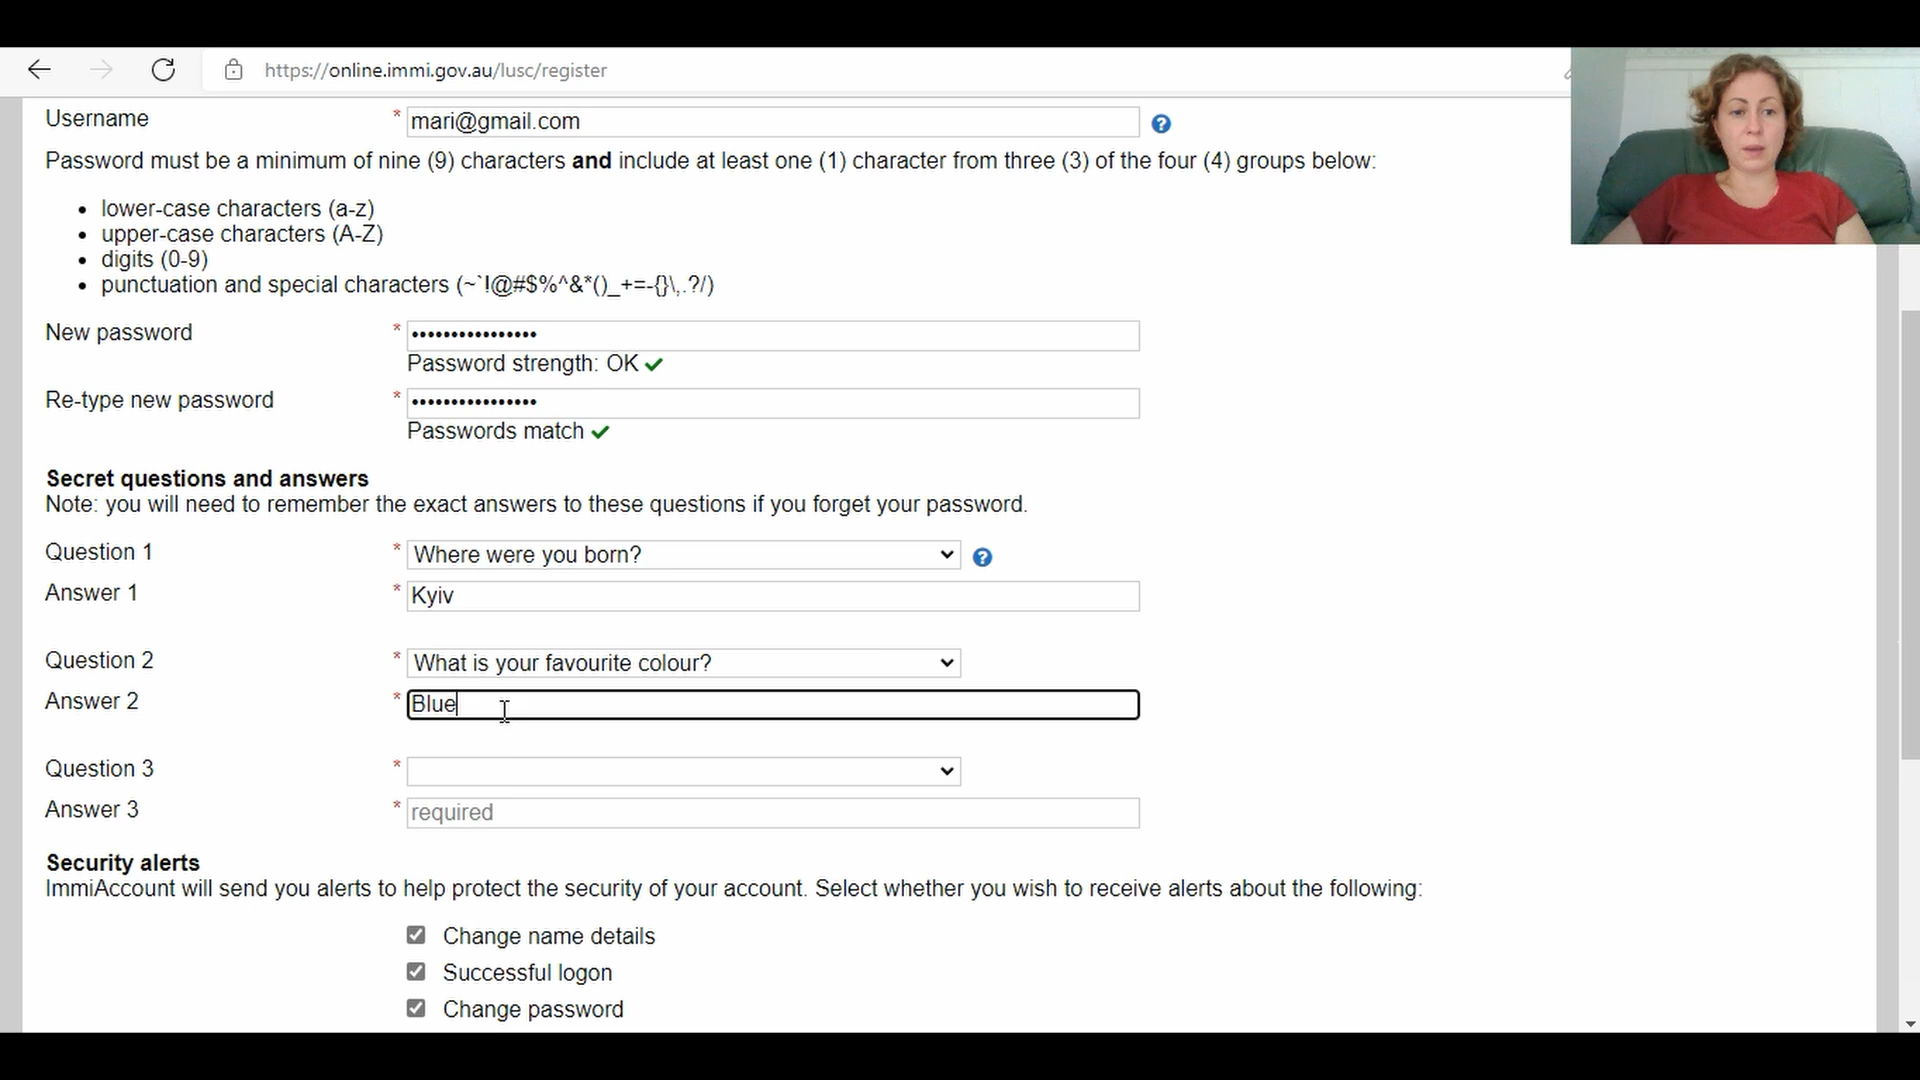 https://online.immi.gov.au/lusc/register
Username * mari@gmail.com ?
Password must be a minimum of nine (9) characters and include at least one (1) character from three (3) of the four (4) groups below:
• lower-case characters (a-z)
• upper-case characters (A-Z)
• digits (0-9)
• punctuation and special characters (~`!@#$%^&*()_+=-{}\,.?/)
New password * ••••••••••••••••
Password strength: OK ✔
Re-type new password * ••••••••••••••••
Passwords match ✔
Secret questions and answers
Note: you will need to remember the exact answers to these questions if you forget your password.
Question 1 * Where were you born? ?
Answer 1 * Kyiv
Question 2 * What is your favourite colour?
Answer 2 * Blue
Question 3 *
Answer 3 * required
Security alerts
ImmiAccount will send you alerts to help protect the security of your account. Select whether you wish to receive alerts about the following:
Change name details
Successful logon
Change password